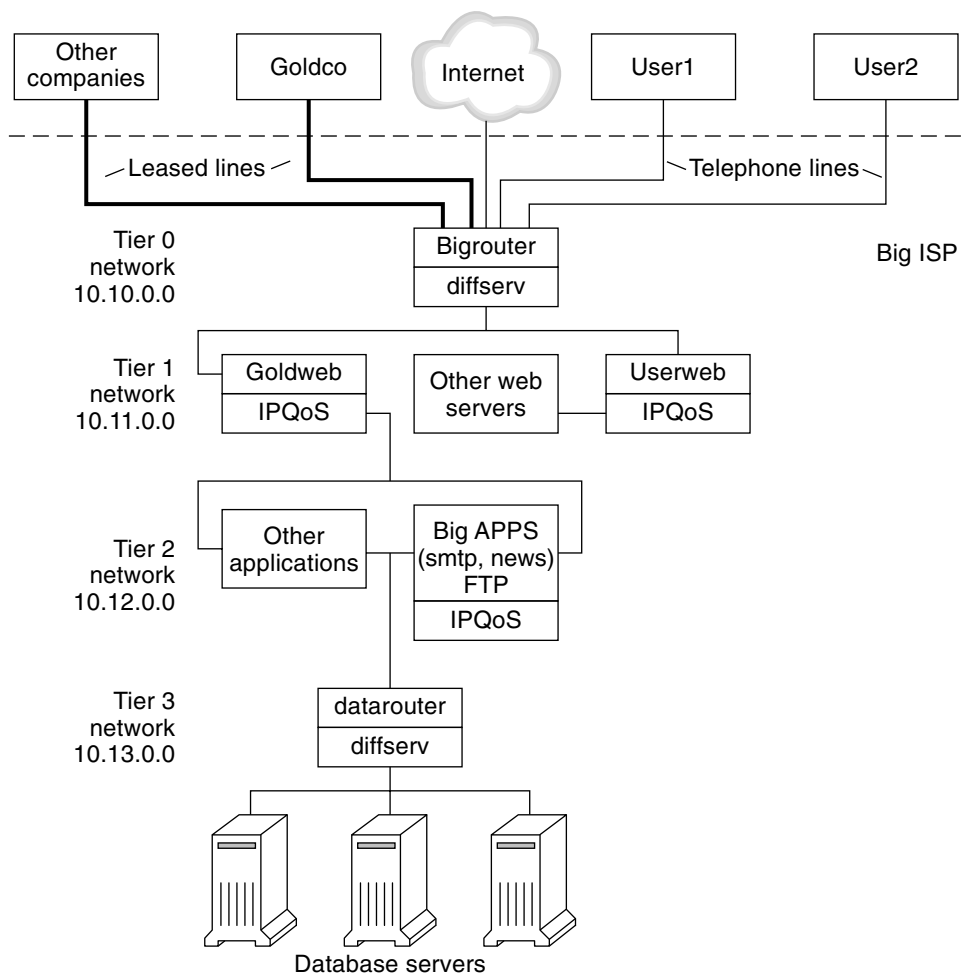 Other
companies
Goldco
Internet
User1
User2
Leased lines
Telephone lines
Tier 0
network
10.10.0.0
Bigrouter
diffserv
Big ISP
Tier 1
network
10.11.0.0
Goldweb
IPQoS
Other web
servers
Userweb
IPQoS
Tier 2
network
10.12.0.0
Other
applications
Big APPS
(smtp, news)
FTP
IPQoS
Tier 3
network
10.13.0.0
datarouter
diffserv
Database servers